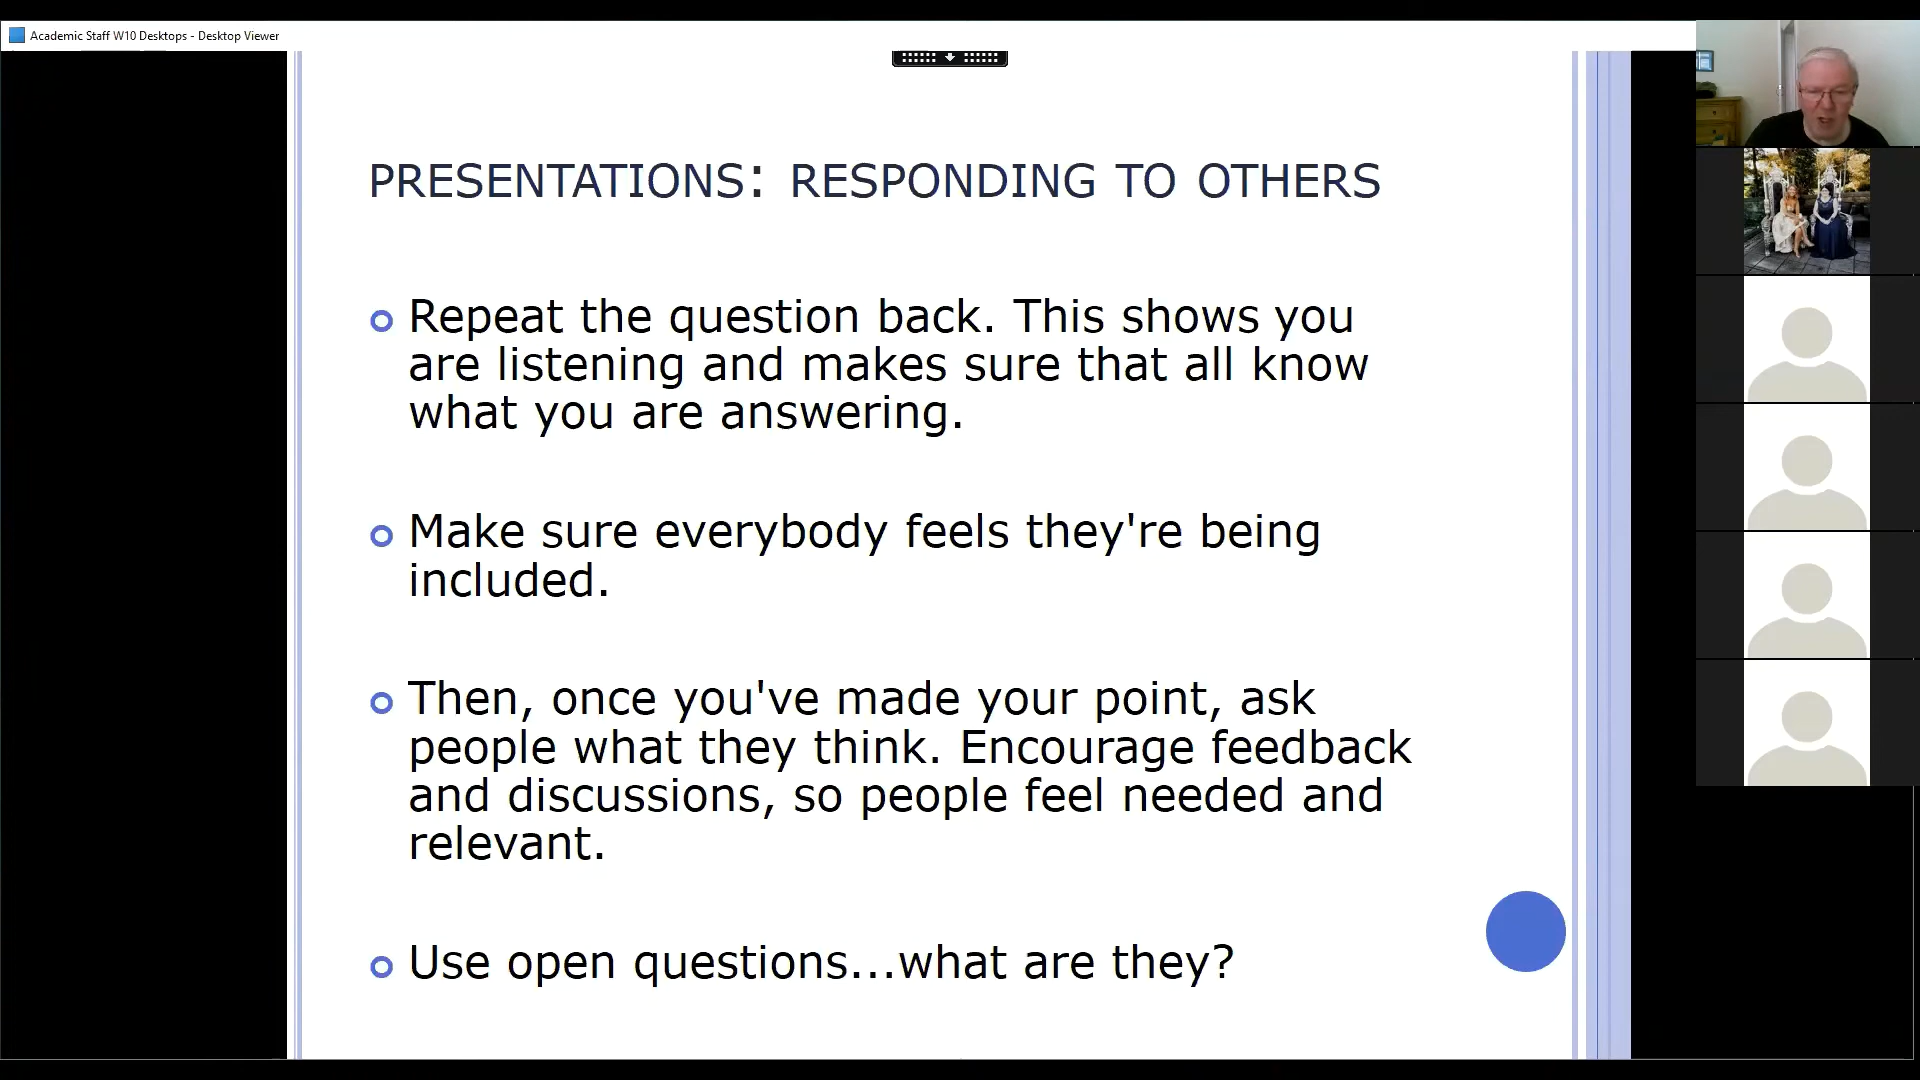 Academic Staff W10 Desktops - Desktop Viewer
PRESENTATIONS: RESPONDING TO OTHERS
Repeat the question back. This shows you
are listening and makes sure that all know
what you are answering.
Make sure everybody feels they're being
included.
Then, once you've made your point, ask
people what they think. Encourage feedback
and discussions, so people feel needed and
relevant.
Use open questions...what are they?